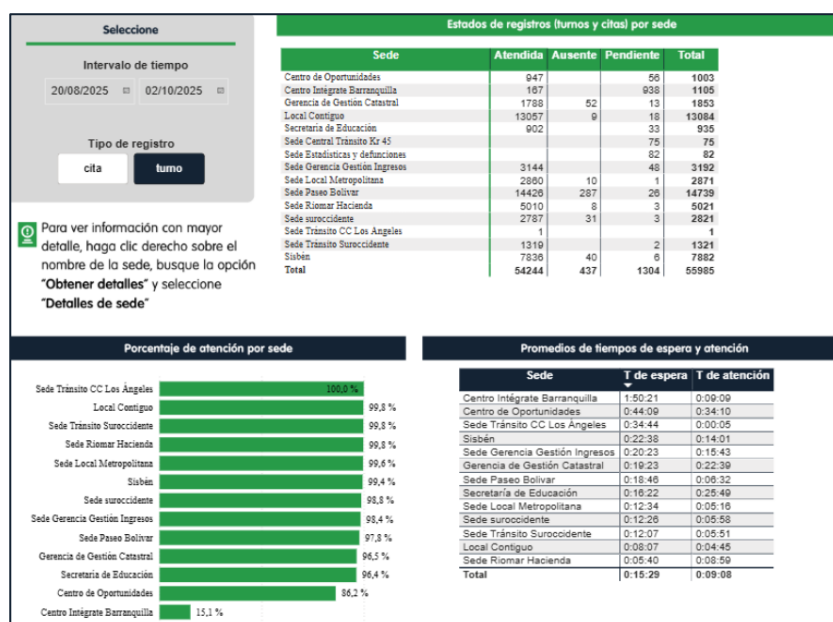 Seleccione
Intervalo de tiempo
20/08/2025 02/10/2025
Tipo de registro
cita turno
Para ver información con mayor
detalle, haga clic derecho sobre el
nombre de la sede, busque la opción
"Obtener detalles" y seleccione
"Detalles de sede"
Estados de registros (turnos y citas) por sede
Sede Atendida Ausente Pendiente Total
Centro de Oportunidades 947 56 1003
Centro Intégrate Barranquilla 167 938 1105
Gerencia de Gestión Catastral 1788 52 13 1853
Local Contiguo 13057 9 18 13084
Secretaría de Educación 902 33 935
Sede Central Tránsito Kr 45 75 75
Sede Estadísticas y defunciones 82 82
Sede Gerencia Gestión Ingresos 3144 48 3192
Sede Local Metropolitana 2860 10 1 2871
Sede Paseo Bolivar 14426 287 26 14739
Sede Riomar Hacienda 5010 8 3 5021
Sede suroccidente 2787 31 3 2821
Sede Tránsito CC Los Ángeles 1 1
Sede Tránsito Suroccidente 1319 2 1321
Sisbén 7836 40 6 7882
Total 54244 437 1304 55985
Porcentaje de atención por sede
Sede Tránsito CC Los Ángeles 100,0 %
Local Contiguo 99,8 %
Sede Tránsito Suroccidente 99,8 %
Sede Riomar Hacienda 99,8 %
Sede Local Metropolitana 99,6 %
Sisbén 99,4 %
Sede suroccidente 98,8 %
Sede Gerencia Gestión Ingresos 98,4 %
Sede Paseo Bolivar 97,8 %
Gerencia de Gestión Catastral 96,5 %
Secretaría de Educación 96,4 %
Centro de Oportunidades 86,2 %
Centro Intégrate Barranquilla 15,1 %
Promedios de tiempos de espera y atención
Sede T de espera T de atención
Centro Intégrate Barranquilla 1:50:21 0:09:09
Centro de Oportunidades 0:44:09 0:34:10
Sede Tránsito CC Los Ángeles 0:34:44 0:00:05
Sisbén 0:22:38 0:14:01
Sede Gerencia Gestión Ingresos 0:20:23 0:15:43
Gerencia de Gestión Catastral 0:19:23 0:22:39
Sede Paseo Bolivar 0:18:46 0:06:32
Secretaría de Educación 0:16:22 0:25:49
Sede Local Metropolitana 0:12:34 0:05:16
Sede suroccidente 0:12:26 0:05:58
Sede Tránsito Suroccidente 0:12:07 0:05:51
Local Contiguo 0:08:07 0:04:45
Sede Riomar Hacienda 0:05:40 0:08:59
Total 0:15:29 0:09:08